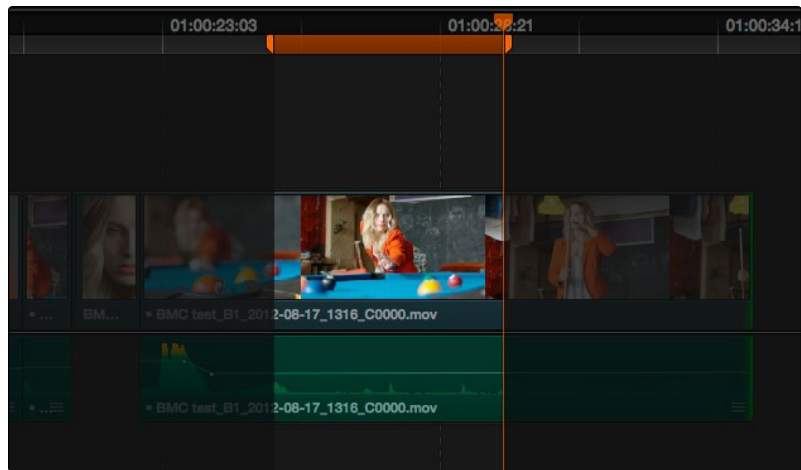 01:00:23:03 01:00:28:21 01:00:34:1
• ... BM... • BMC test_B1_2012-08-17_1316_C0000.mov
• ... • BMC test_B1_2012-08-17_1316_C0000.mov